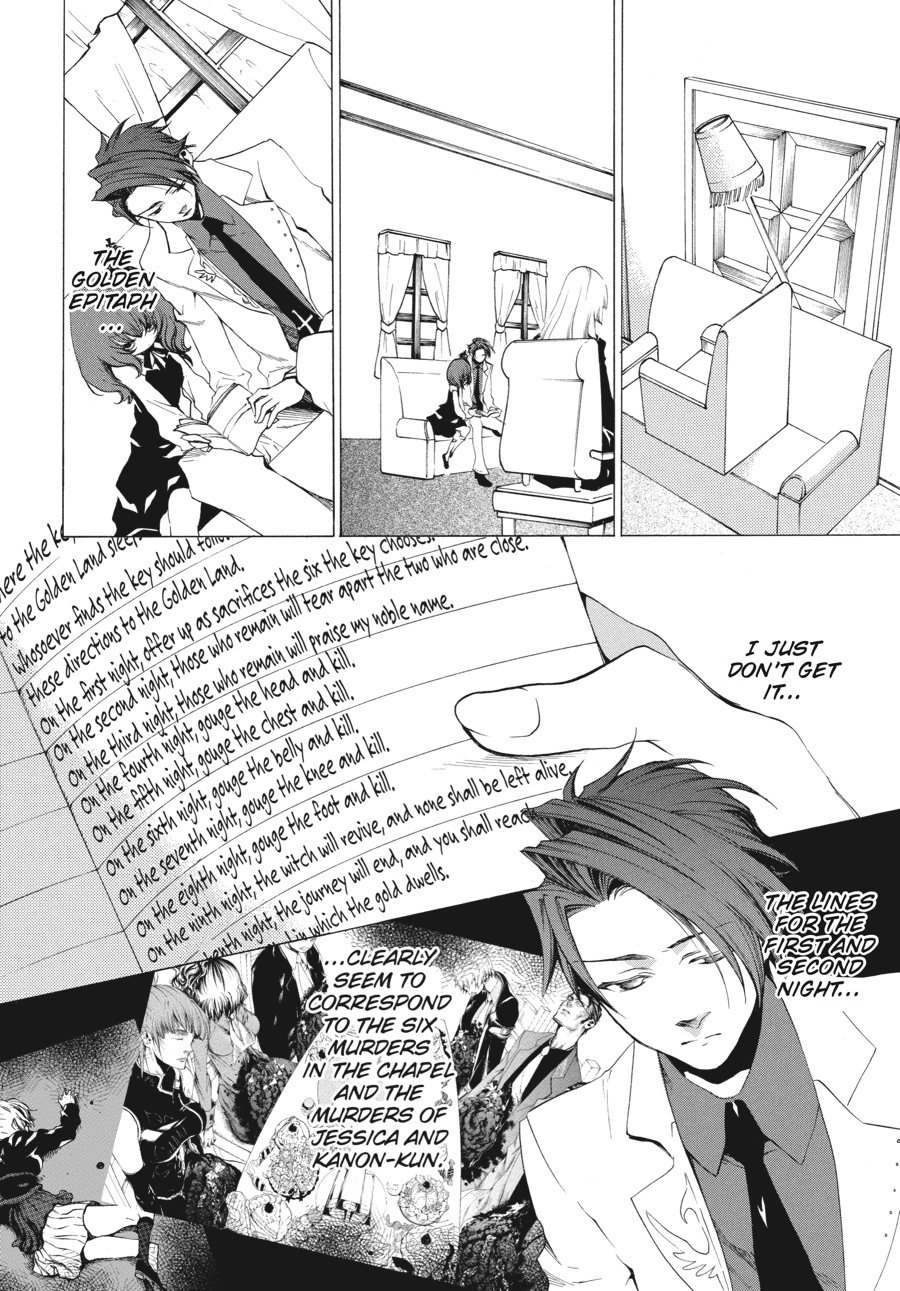 THE
GOLDEN
EPITAPH
...
the
to the Golden Land
whosoever finds the key should
these directions to the Golden Land.
On the first night, offer up as sacrifices the six the key chooses.
On the second night, those who remain will tear apart the two who are close.
On the third night, those who remain will praise my noble name.
On the fourth night, gouge the head and kill.
On the fifth night, gouge the chest and kill.
On the sixth night, gouge the belly and kill.
On the seventh night, gouge the knee and kill.
On the eighth night, gouge the foot and kill.
On the ninth night, the witch will revive, and none shall be left alive.
night, the journey will end, and you shall reach
in which the gold dwells.
I JUST
DON'T GET
IT...
THE LINES
FOR THE
FIRST AND
SECOND
NIGHT...
...CLEARLY
SEEM TO
CORRESPOND
TO THE SIX
MURDERS
IN THE CHAPEL
AND THE
MURDERS OF
JESSICA AND
KANON-KUN.